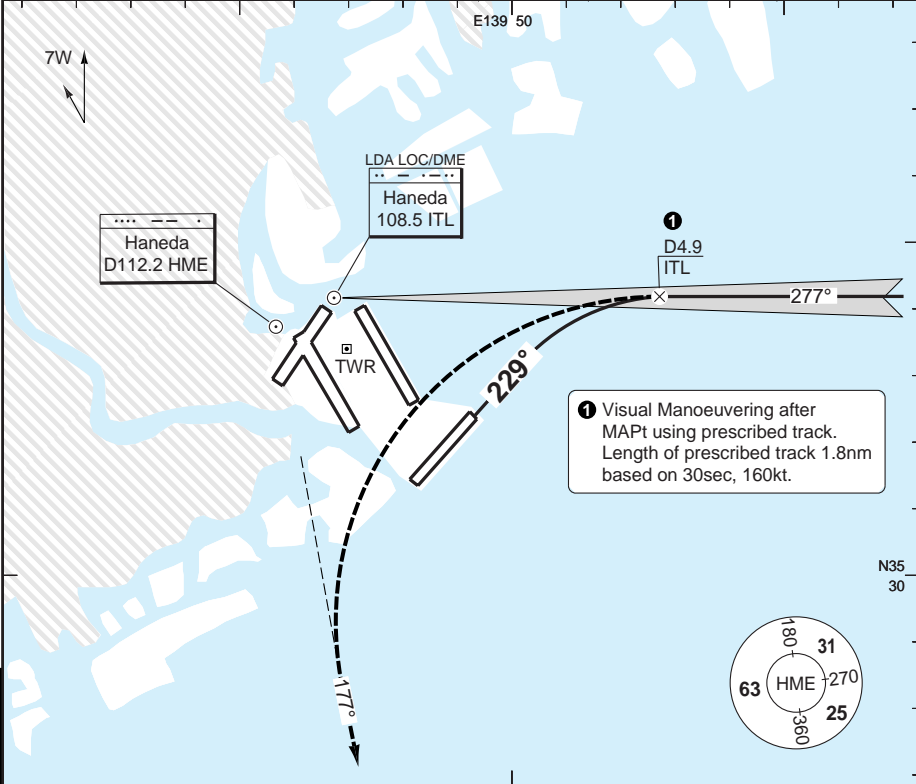 E139 50
7W
LDA LOC/DME
Haneda
108.5 ITL
Haneda
D112.2 HME
❶
D4.9
ITL
277°
TWR
229°
❶ Visual Manoeuvering after
MAPt using prescribed track.
Length of prescribed track 1.8nm
based on 30sec, 160kt.
N35
30
177°
180
31
63
HME
270
25
360